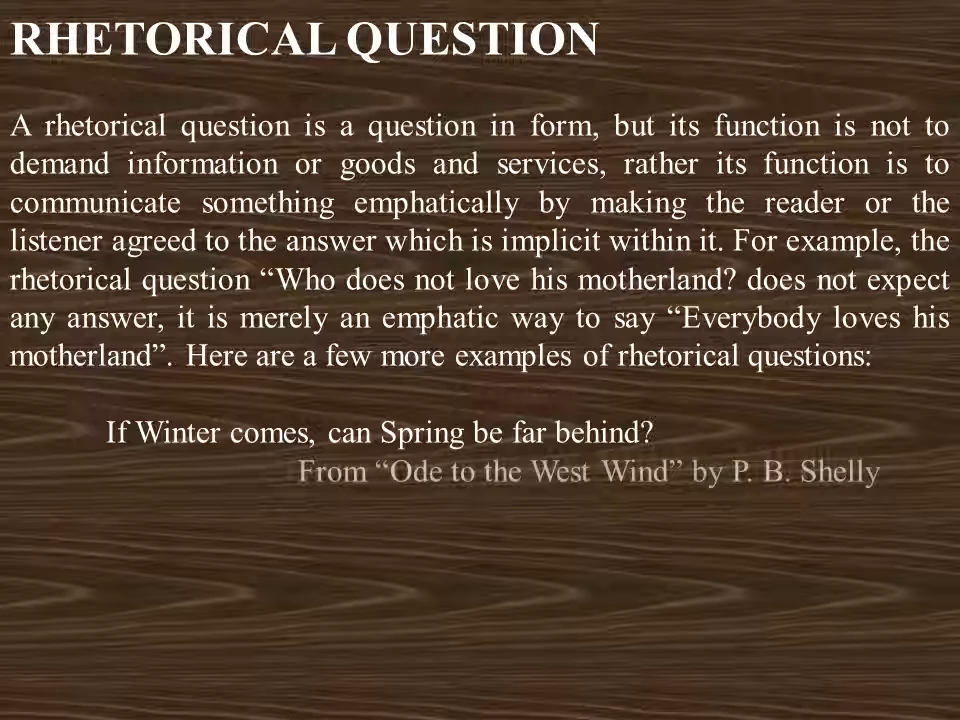 RHETORICAL QUESTION
A rhetorical question is a question in form, but its function is not to
demand information or goods and services, rather its function is to
communicate something emphatically by making the reader or the
listener agreed to the answer which is implicit within it. For example, the
rhetorical question “Who does not love his motherland? does not expect
any answer, it is merely an emphatic way to say “Everybody loves his
motherland”. Here are a few more examples of rhetorical questions:
If Winter comes, can Spring be far behind?
From “Ode to the West Wind” by P. B. Shelly